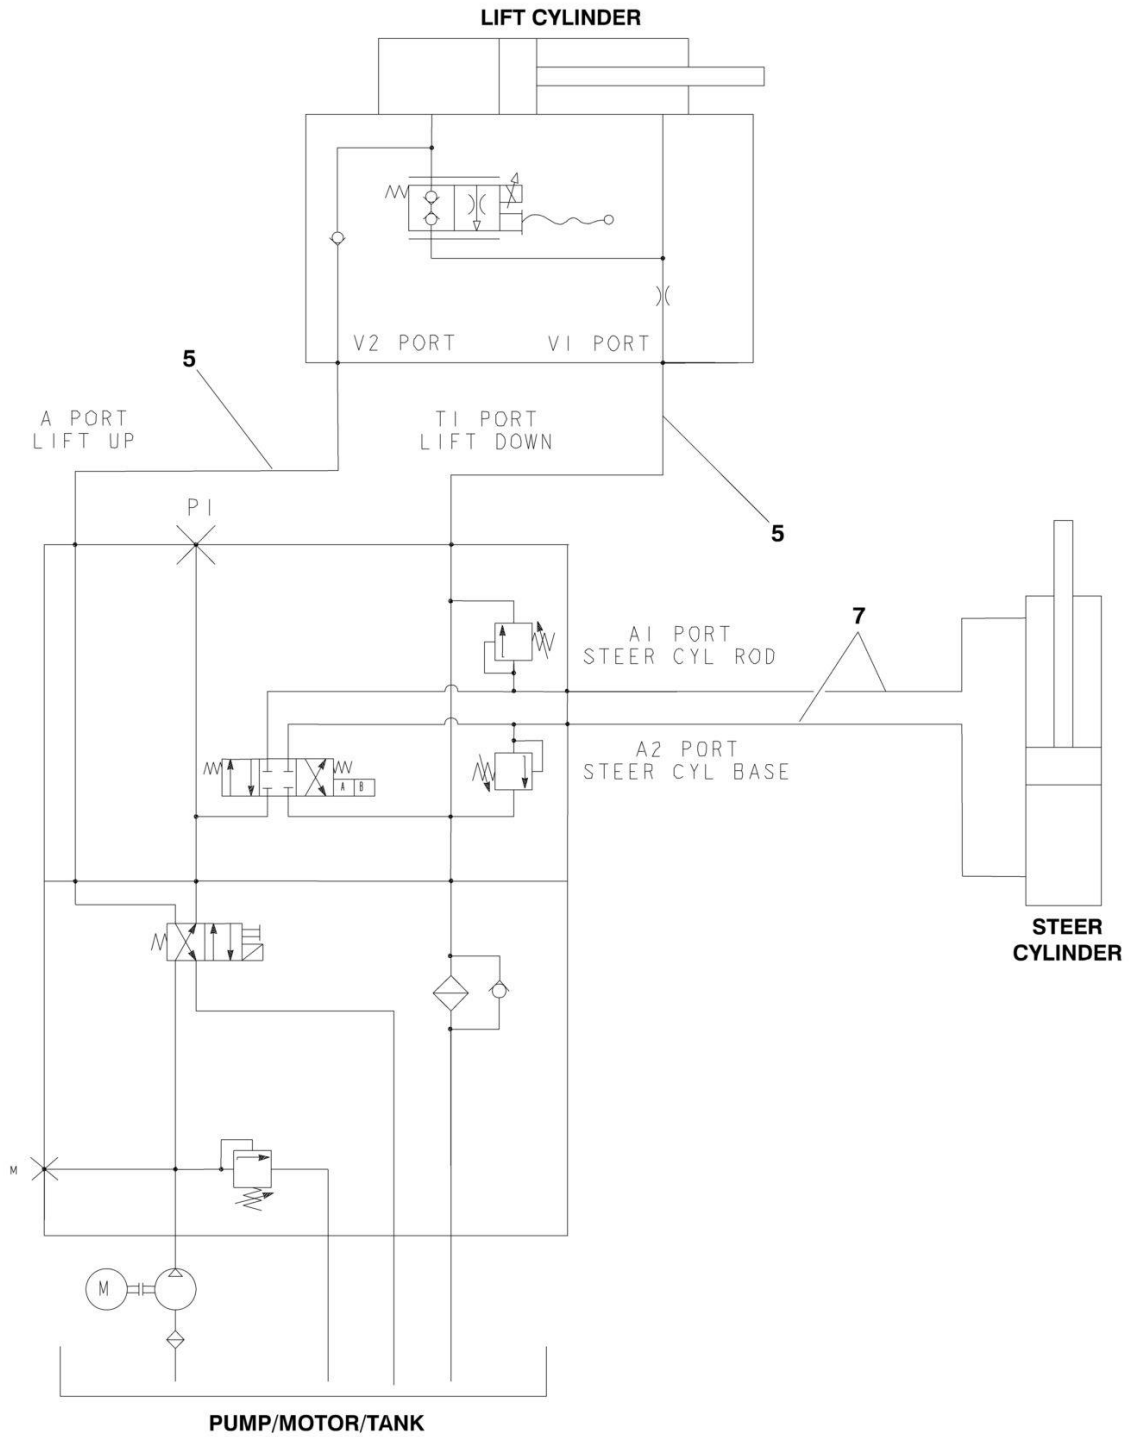 LIFT CYLINDER
V2 PORT
V1 PORT
5
A PORT
LIFT UP
T1 PORT
LIFT DOWN
P1
5
7
A1 PORT
STEER CYL ROD
A2 PORT
STEER CYL BASE
A B
STEER
CYLINDER
M
M
PUMP/MOTOR/TANK